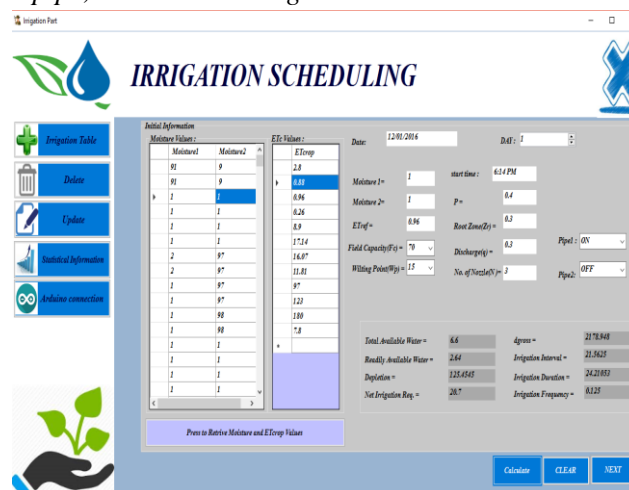 Irrigation Part
IRRIGATION SCHEDULING
Irrigation Table
Delete
Update
Statistical Information
Arduino connection
Initial Information
Moisture Values :
Moisture1 Moisture2
91 9
91 9
1 1
1 1
1 1
1 1
2 97
2 97
1 97
1 97
1 98
1 98
1 1
1 1
1 1
1 1
ETc Values :
ETcrop
2.8
0.88
0.96
0.26
8.9
17.14
16.07
11.81
97
123
180
7.8
Press to Retrive Moisture and ETcrop Values
Date: 12/01/2016 DAY: 1
Moisture 1= 1 start time : 6:14 PM
Moisture 2= 1 P = 0.4
ETref = 0.96 Root Zone(Zr) = 0.3
Field Capacity(Fc) = 70 Discharge(q) = 0.3 Pipe1 : ON
Wilting Point(Wp) = 15 No. of Nozzle(N )= 3 Pipe2: OFF
Total Available Water = 6.6 dgross = 2178.948
Readily Available Water = 2.64 Irrigation Interval = 21.5625
Depletion = 125.4545 Irrigation Duration = 24.21053
Net Irrigation Req. = 20.7 Irrigation Frequency = 0.125
Calculate CLEAR NEXT